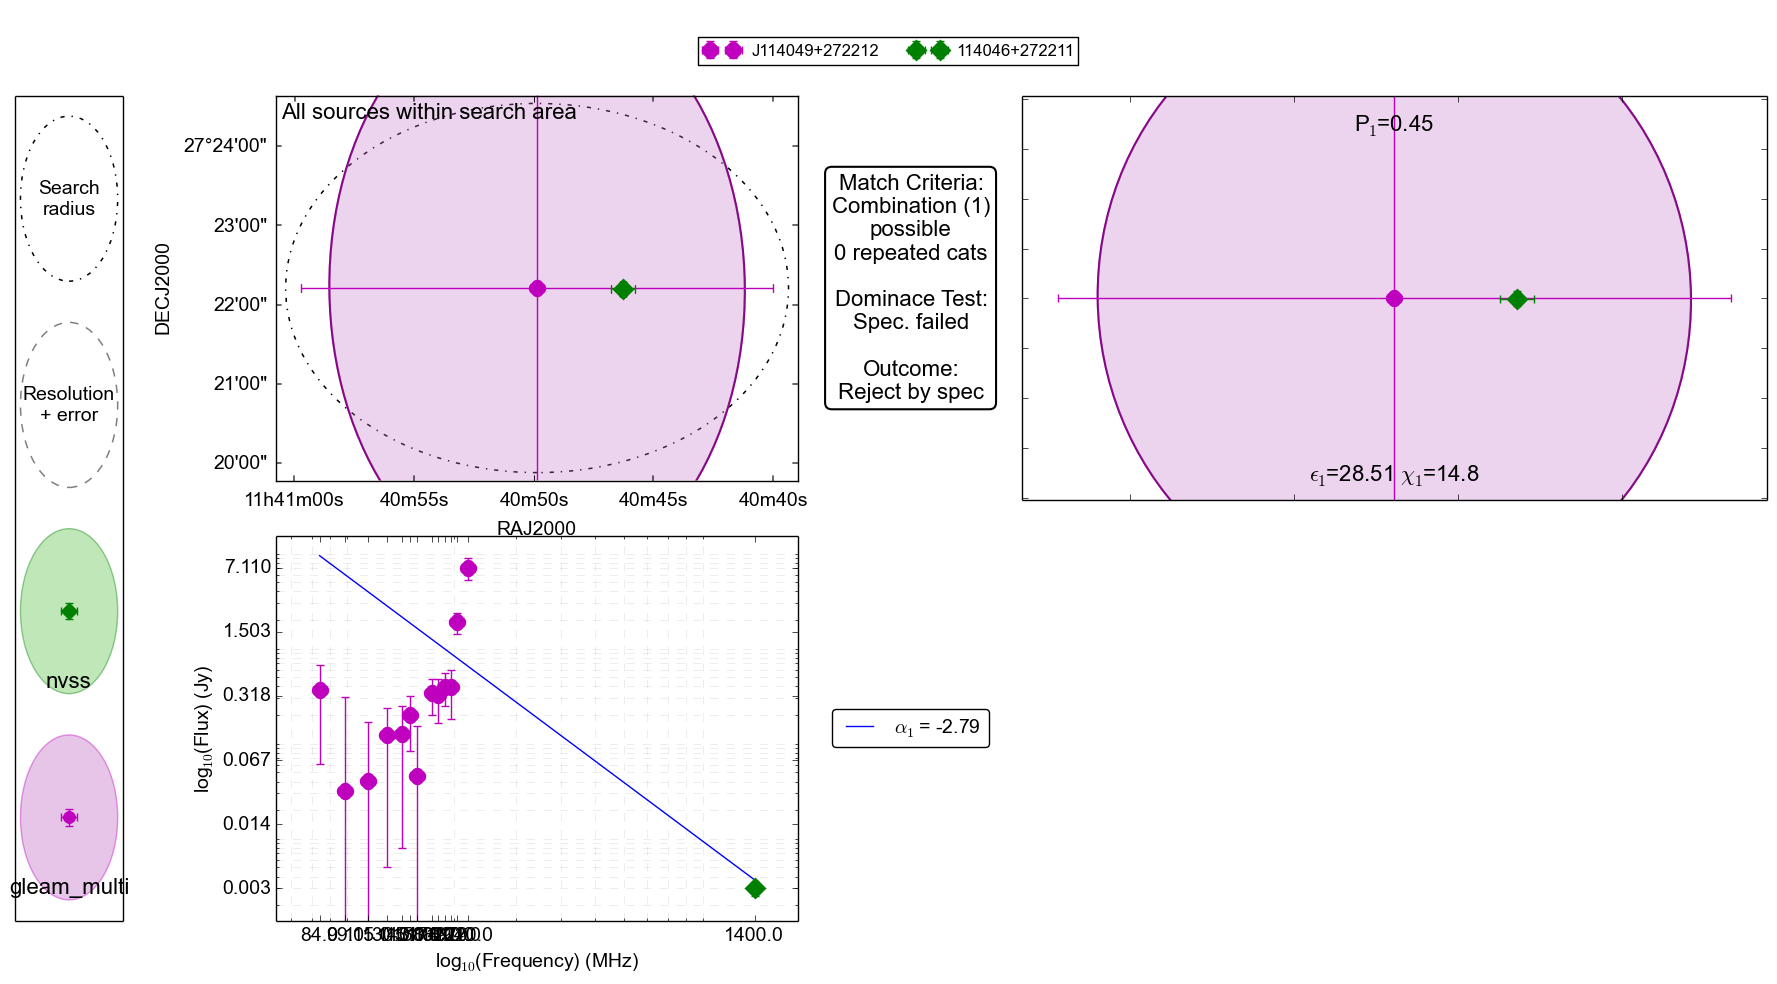 J114049+272212
114046+272211
Search
radius
Resolution
+ error
nvss
gleam_multi
All sources within search area
27°24'00"
23'00"
22'00"
21'00"
20'00"
DECJ2000
11h41m00s
40m55s
40m50s
40m45s
40m40s
RAJ2000
Match Criteria:
Combination (1)
possible
0 repeated cats
Dominace Test:
Spec. failed
Outcome:
Reject by spec
P₁=0.45
ϵ₁=28.51 χ₁=14.8
7.110
1.503
0.318
0.067
0.014
0.003
log₁₀(Flux) (Jy)
1400.0
log₁₀(Frequency) (MHz)
α₁ = -2.79